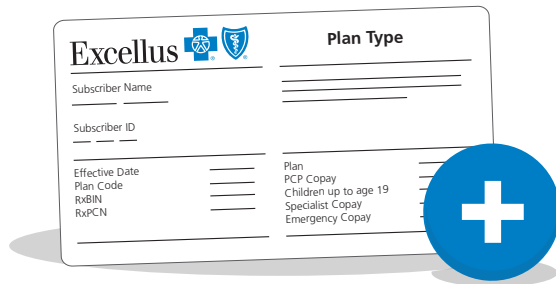 Excellus
Plan Type
Subscriber Name
Subscriber ID
Effective Date
Plan Code
RxBIN
RxPCN
Plan
PCP Copay
Children up to age 19
Specialist Copay
Emergency Copay